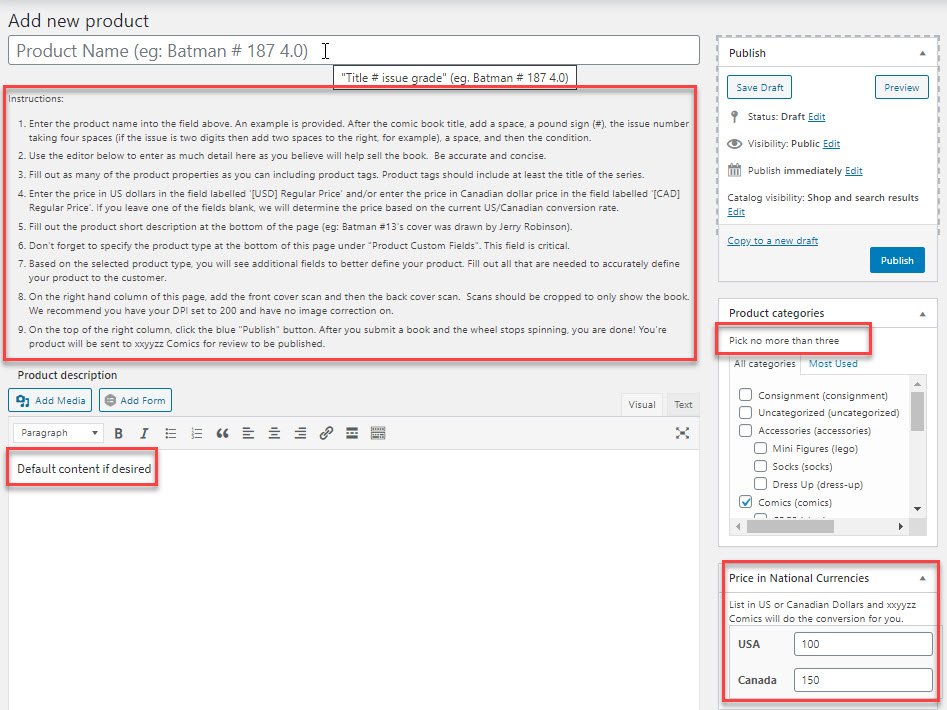 Add new product
Product Name (eg: Batman # 187 4.0)
"Title # issue grade" (eg. Batman # 187 4.0)
Instructions:
1. Enter the product name into the field above. An example is provided. After the comic book title, add a space, a pound sign (#), the issue number
taking four spaces (if the issue is two digits then add two spaces to the right, for example), a space, and then the condition.
2. Use the editor below to enter as much detail here as you believe will help sell the book. Be accurate and concise.
3. Fill out as many of the product properties as you can including product tags. Product tags should include at least the title of the series.
4. Enter the price in US dollars in the field labelled '[USD] Regular Price' and/or enter the price in Canadian dollar price in the field labelled '[CAD]
Regular Price'. If you leave one of the fields blank, we will determine the price based on the current US/Canadian conversion rate.
5. Fill out the product short description at the bottom of the page (eg: Batman #13's cover was drawn by Jerry Robinson).
6. Don't forget to specify the product type at the bottom of this page under "Product Custom Fields". This field is critical.
7. Based on the selected product type, you will see additional fields to better define your product. Fill out all that are needed to accurately define
your product to the customer.
8. On the right hand column of this page, add the front cover scan and then the back cover scan. Scans should be cropped to only show the book.
We recommend you have your DPI set to 200 and have no image correction on.
9. On the top of the right column, click the blue "Publish" button. After you submit a book and the wheel stops spinning, you are done! You're
product will be sent to xxyyzz Comics for review to be published.
Product description
Add Media
Add Form
Visual
Text
Paragraph
Default content if desired
Publish
Save Draft
Preview
Status: Draft Edit
Visibility: Public Edit
Publish immediately Edit
Catalog visibility: Shop and search results
Edit
Copy to a new draft
Publish
Product categories
Pick no more than three
All categories
Most Used
Consignment (consignment)
Uncategorized (uncategorized)
Accessories (accessories)
Mini Figures (lego)
Socks (socks)
Dress Up (dress-up)
Comics (comics)
Price in National Currencies
List in US or Canadian Dollars and xxyyzz
Comics will do the conversion for you.
USA 100
Canada 150